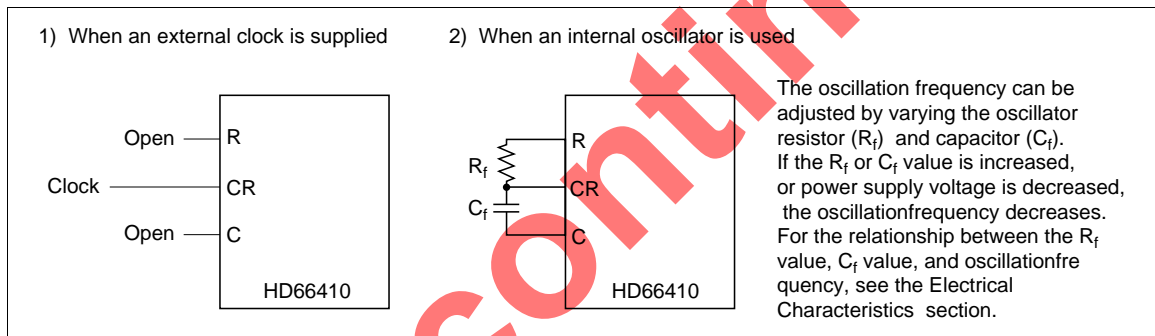 1) When an external clock is supplied
2) When an internal oscillator is used
Open
R
Clock
CR
Open
C
HD66410
R
Rf
CR
Cf
C
HD66410
The oscillation frequency can be
adjusted by varying the oscillator
resistor (Rf) and capacitor (Cf).
If the Rf or Cf value is increased,
or power supply voltage is decreased,
the oscillationfrequency decreases.
For the relationship between the Rf
value, Cf value, and oscillationfre
quency, see the Electrical
Characteristics section.
contin